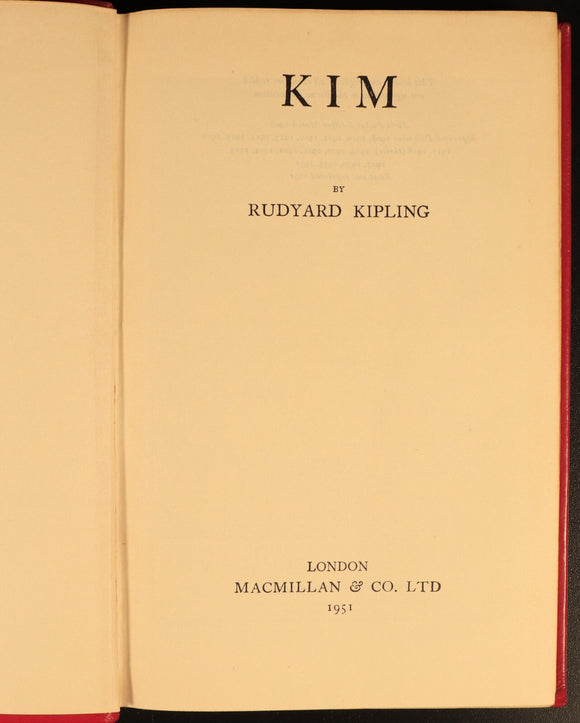 KIM
BY
RUDYARD KIPLING
LONDON
MACMILLAN & CO. LTD
1951